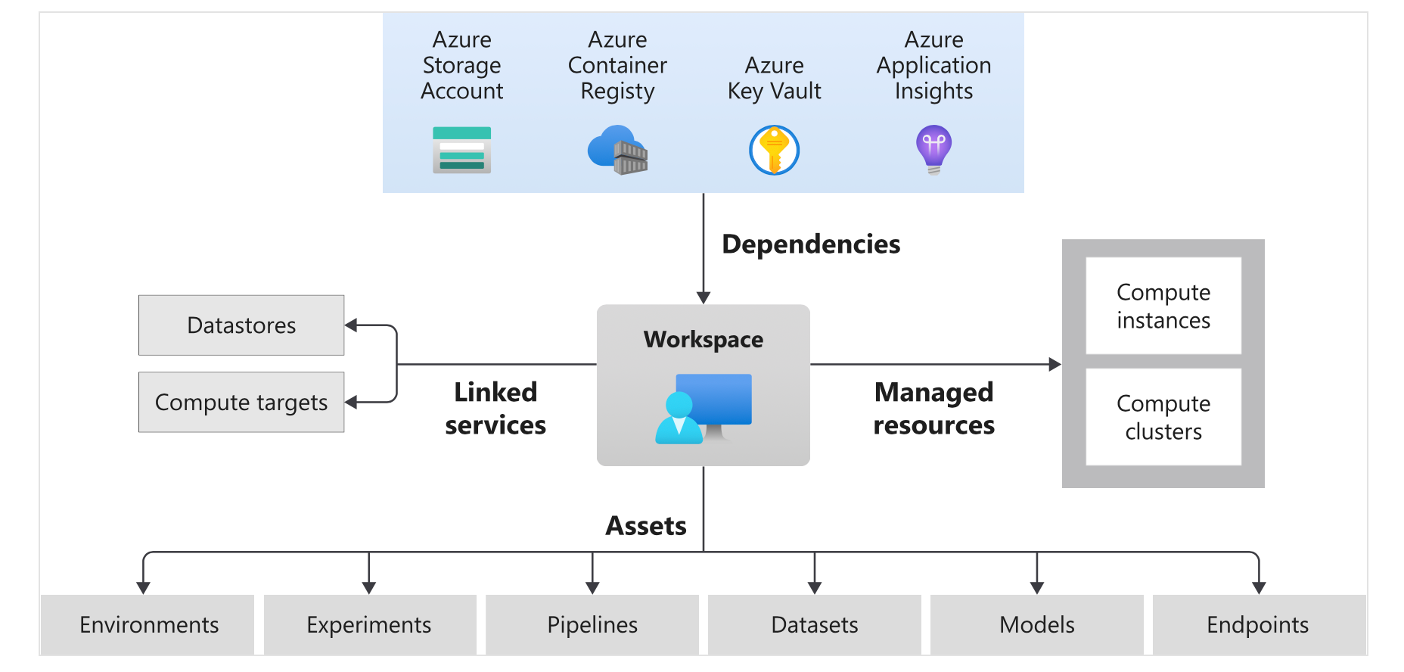 Azure
Storage
Account
Azure
Container
Registy
Azure
Key Vault
Azure
Application
Insights
Dependencies
Datastores
Compute targets
Linked
services
Workspace
Managed
resources
Compute
instances
Compute
clusters
Assets
Environments
Experiments
Pipelines
Datasets
Models
Endpoints